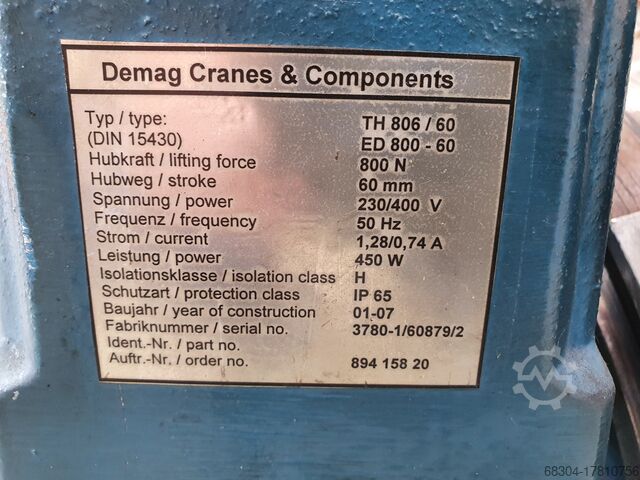 Demag Cranes & Components
Typ / type: TH 806 / 60
(DIN 15430) ED 800 - 60
Hubkraft / lifting force 800 N
Hubweg / stroke 60 mm
Spannung / power 230/400 V
Frequenz / frequency 50 Hz
Strom / current 1,28/0,74 A
Leistung / power 450 W
Isolationsklasse / isolation class H
Schutzart / protection class IP 65
Baujahr / year of construction 01-07
Fabriknummer / serial no. 3780-1/60879/2
Ident.-Nr. / part no.
Auftr.-Nr. / order no. 894 158 20
68304-17810756